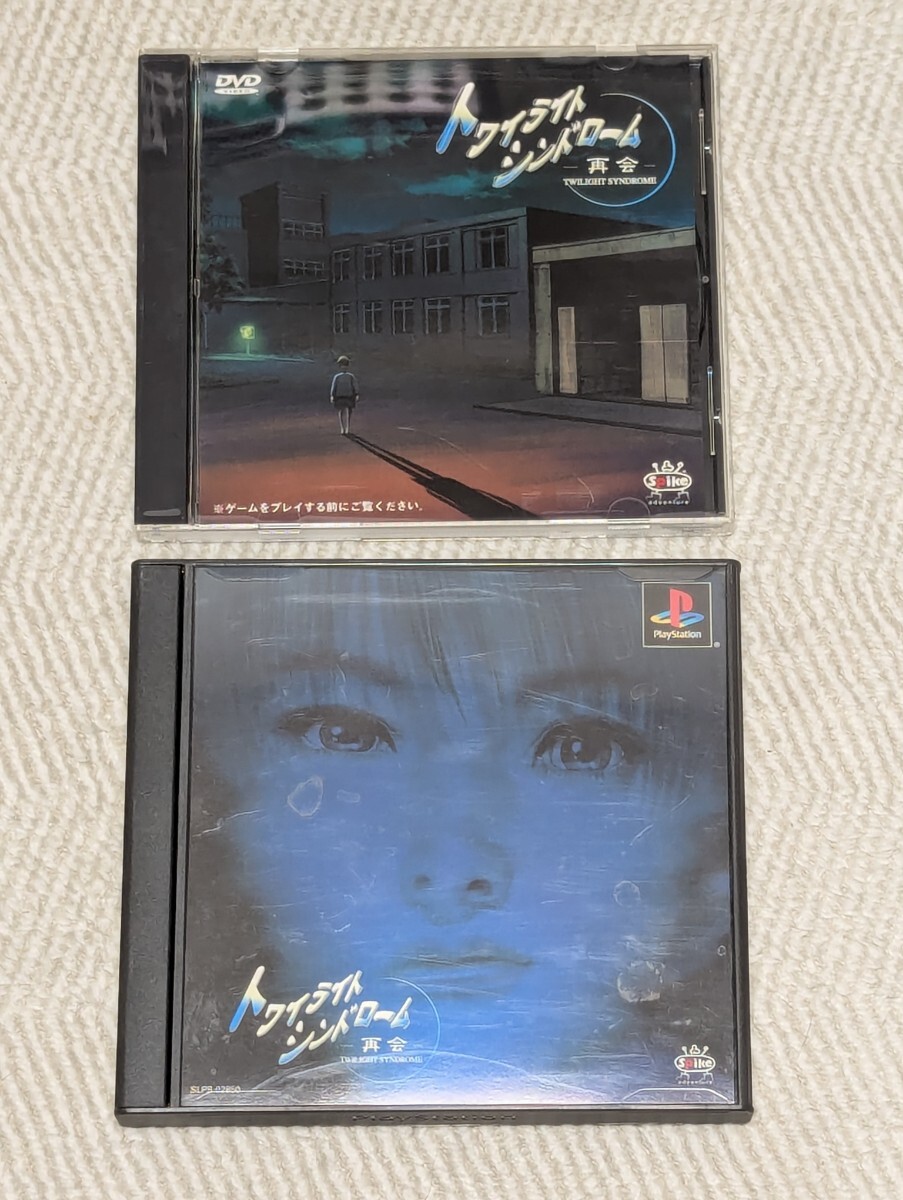 DVD
VIDEO
トワイライト
シンドローム
再会
TWILIGHT SYNDROME
Spike
adventure
※ゲームをプレイする前にご覧ください。
PlayStation
トワイライト
シンドローム
再会
TWILIGHT SYNDROME
Spike
adventure
PlayStation